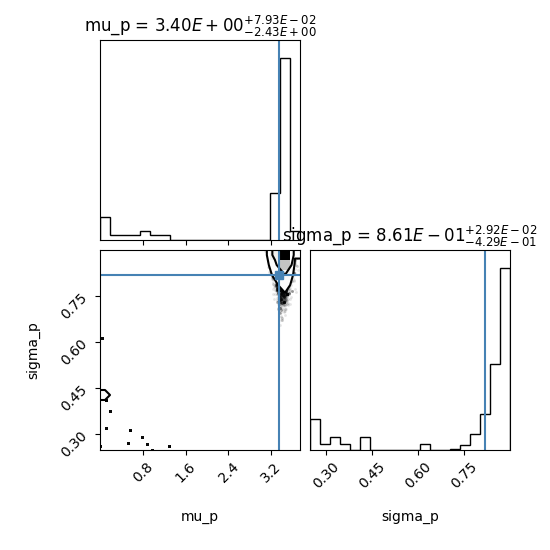 mu_p = 3.40E + 00 +7.93E−02 −2.43E+00
sigma_p = 8.61E − 01 +2.92E−02 −4.29E−01
sigma_p
0.75
0.60
0.45
0.30
0.8 1.6 2.4 3.2
0.30 0.45 0.60 0.75
mu_p
sigma_p